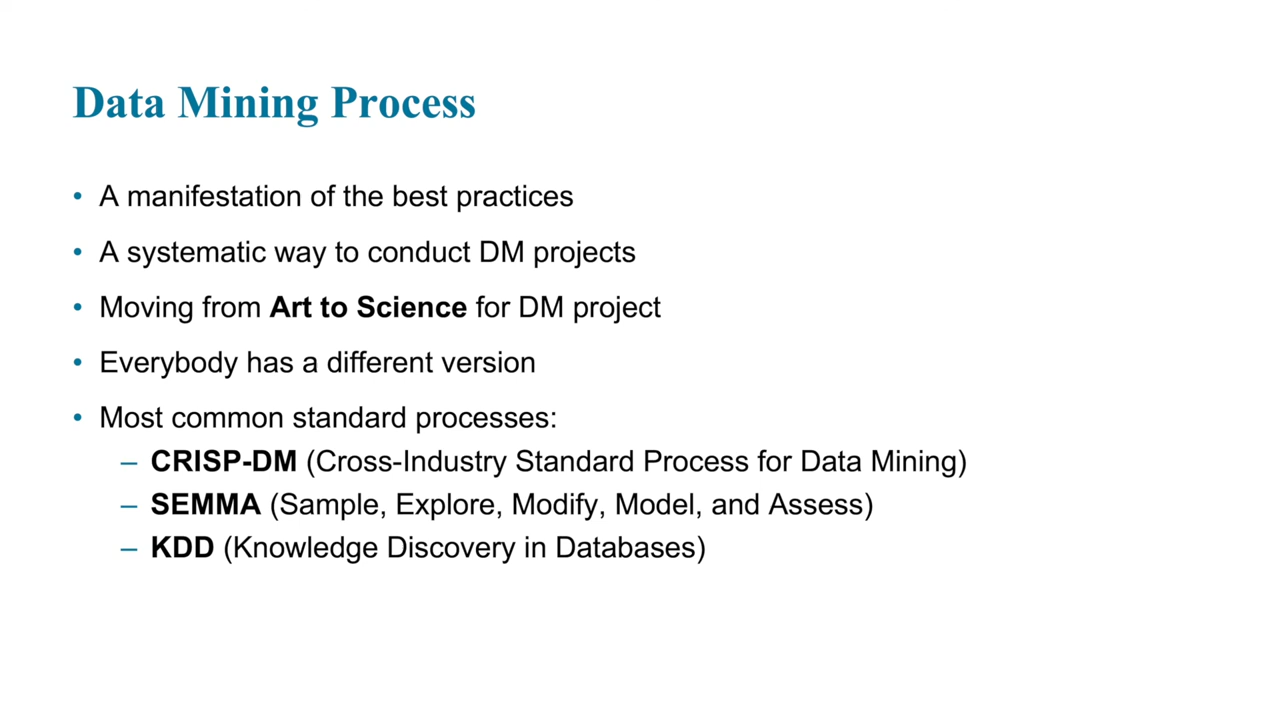 Data Mining Process
• A manifestation of the best practices
• A systematic way to conduct DM projects
• Moving from Art to Science for DM project
• Everybody has a different version
• Most common standard processes:
– CRISP-DM (Cross-Industry Standard Process for Data Mining)
– SEMMA (Sample, Explore, Modify, Model, and Assess)
– KDD (Knowledge Discovery in Databases)